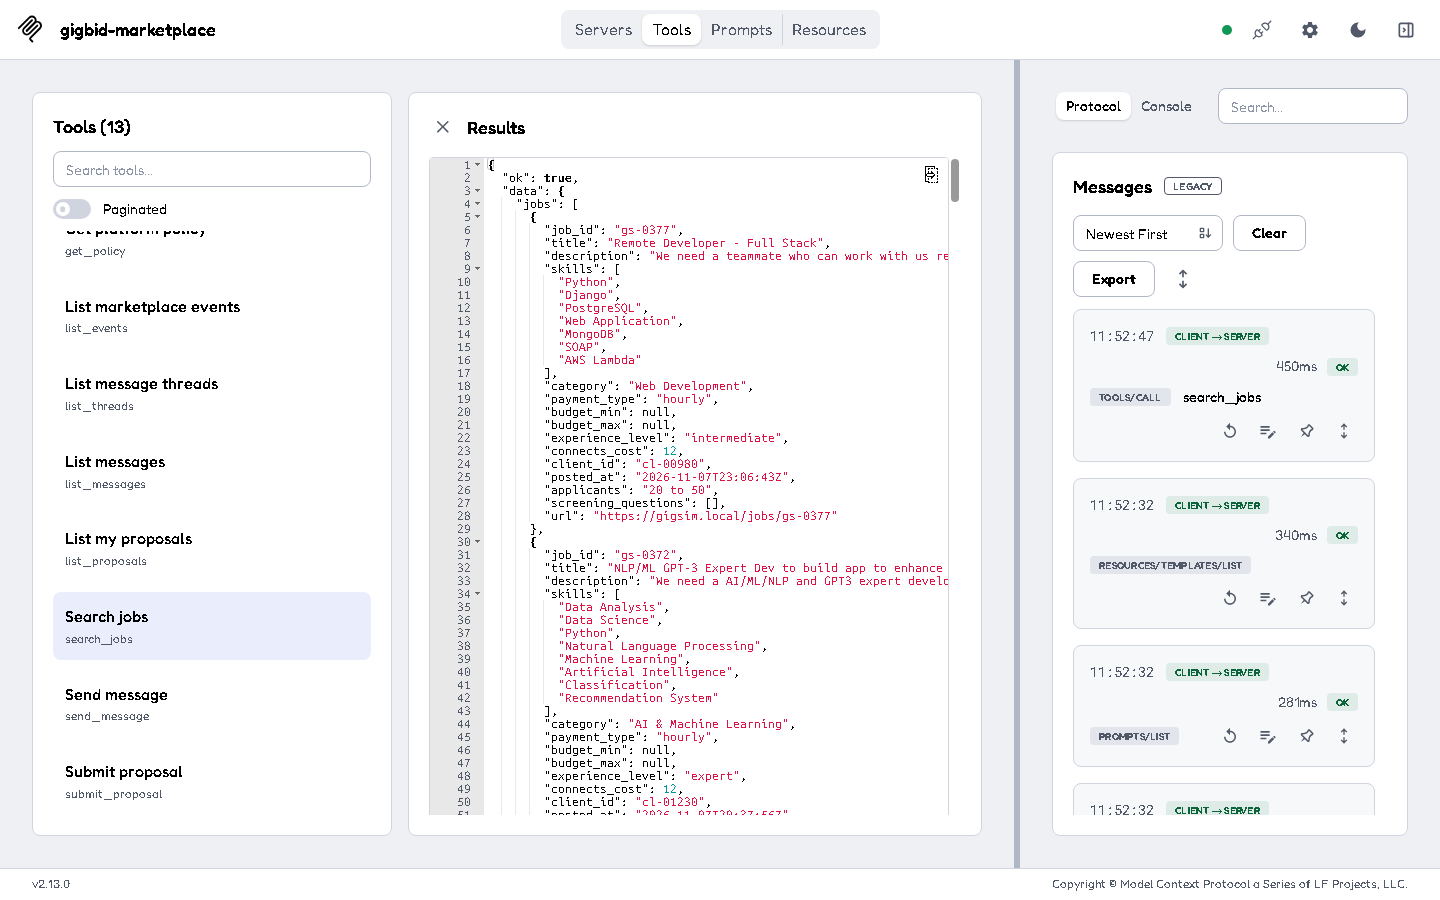 gigbid-marketplace
Servers
Tools
Prompts
Resources
Tools (13)
Search tools...
Paginated
Get platform policy
get_policy
List marketplace events
list_events
List message threads
list_threads
List messages
list_messages
List my proposals
list_proposals
Search jobs
search_jobs
Send message
send_message
Submit proposal
submit_proposal
Results
1 {
2 "ok": true,
3 "data": {
4 "jobs": [
5 {
6 "job_id": "gs-0377",
7 "title": "Remote Developer - Full Stack",
8 "description": "We need a teammate who can work with us re
9 "skills": [
10 "Python",
11 "Django",
12 "PostgreSQL",
13 "Web Application",
14 "MongoDB",
15 "SOAP",
16 "AWS Lambda"
17 ],
18 "category": "Web Development",
19 "payment_type": "hourly",
20 "budget_min": null,
21 "budget_max": null,
22 "experience_level": "intermediate",
23 "connects_cost": 12,
24 "client_id": "cl-00980",
25 "posted_at": "2026-11-07T23:06:43Z",
26 "applicants": "20 to 50",
27 "screening_questions": [],
28 "url": "https://gigsim.local/jobs/gs-0377"
29 },
30 {
31 "job_id": "gs-0372",
32 "title": "NLP/ML GPT-3 Expert Dev to build app to enhance
33 "description": "We need a AI/ML/NLP and GPT3 expert develo
34 "skills": [
35 "Data Analysis",
36 "Data Science",
37 "Python",
38 "Natural Language Processing",
39 "Machine Learning",
40 "Artificial Intelligence",
41 "Classification",
42 "Recommendation System"
43 ],
44 "category": "AI & Machine Learning",
45 "payment_type": "hourly",
46 "budget_min": null,
47 "budget_max": null,
48 "experience_level": "expert",
49 "connects_cost": 12,
50 "client_id": "cl-01230",
51 "posted_at": "2026-11-07T20:37:56Z",
Protocol
Console
Search...
Messages
LEGACY
Newest First
Clear
Export
11:52:47 CLIENT→SERVER
450ms OK
TOOLS/CALL search_jobs
11:52:32 CLIENT→SERVER
340ms OK
RESOURCES/TEMPLATES/LIST
11:52:32 CLIENT→SERVER
281ms OK
PROMPTS/LIST
11:52:32 CLIENT→SERVER
v2.13.0
Copyright © Model Context Protocol a Series of LF Projects, LLC.